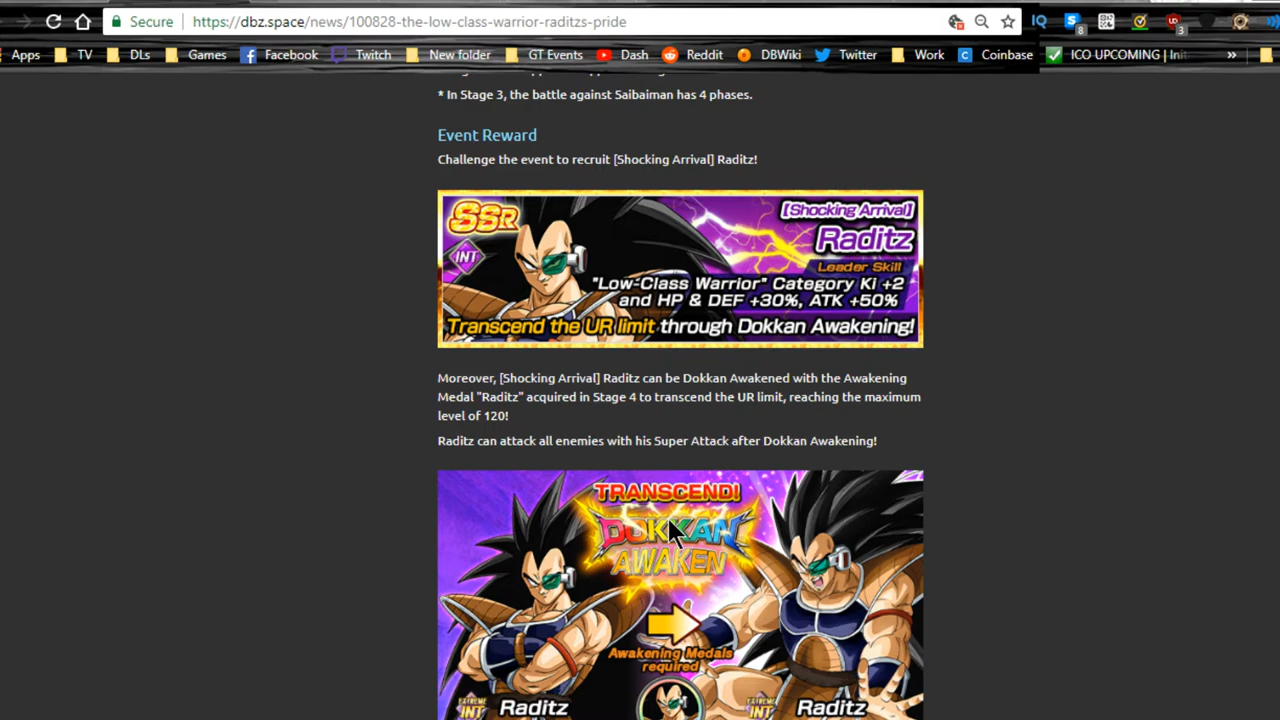 Secure https://dbz.space/news/100828-the-low-class-warrior-raditzs-pride
IQ
8
3
Apps TV DLs Games Facebook Twitch New folder GT Events Dash Reddit DBWiki Twitter Work Coinbase ICO UPCOMING | Init »
* In Stage 3, the battle against Saibaiman has 4 phases.
Event Reward
Challenge the event to recruit [Shocking Arrival] Raditz!
SSR
INT
[Shocking Arrival]
Raditz
Leader Skill
"Low-Class Warrior" Category Ki +2
and HP & DEF +30%, ATK +50%
Transcend the UR limit through Dokkan Awakening!
Moreover, [Shocking Arrival] Raditz can be Dokkan Awakened with the Awakening
Medal "Raditz" acquired in Stage 4 to transcend the UR limit, reaching the maximum
level of 120!
Raditz can attack all enemies with his Super Attack after Dokkan Awakening!
TRANSCEND!
DOKKAN
AWAKEN
Awakening Medals
required
EXTREME
INT
Raditz
EXTREME
INT
Raditz